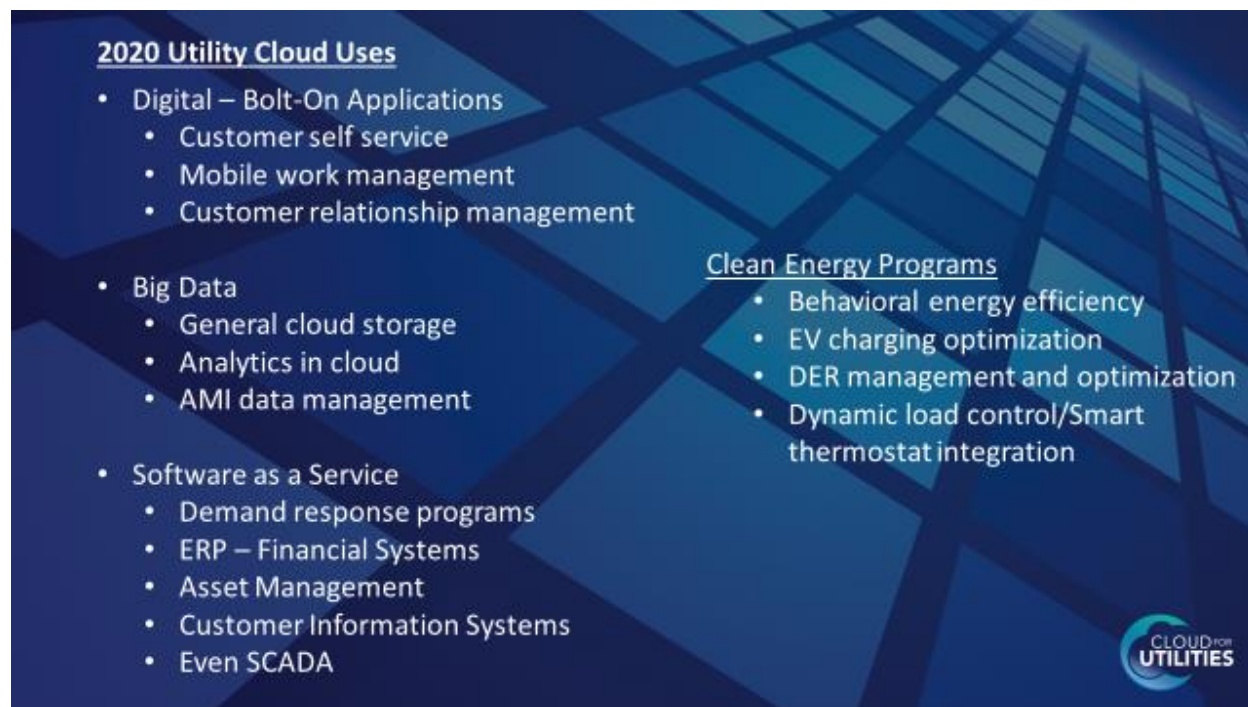 2020 Utility Cloud Uses
• Digital – Bolt-On Applications
• Customer self service
• Mobile work management
• Customer relationship management
• Big Data
• General cloud storage
• Analytics in cloud
• AMI data management
• Software as a Service
• Demand response programs
• ERP – Financial Systems
• Asset Management
• Customer Information Systems
• Even SCADA
Clean Energy Programs
• Behavioral energy efficiency
• EV charging optimization
• DER management and optimization
• Dynamic load control/Smart
thermostat integration
CLOUD FOR
UTILITIES